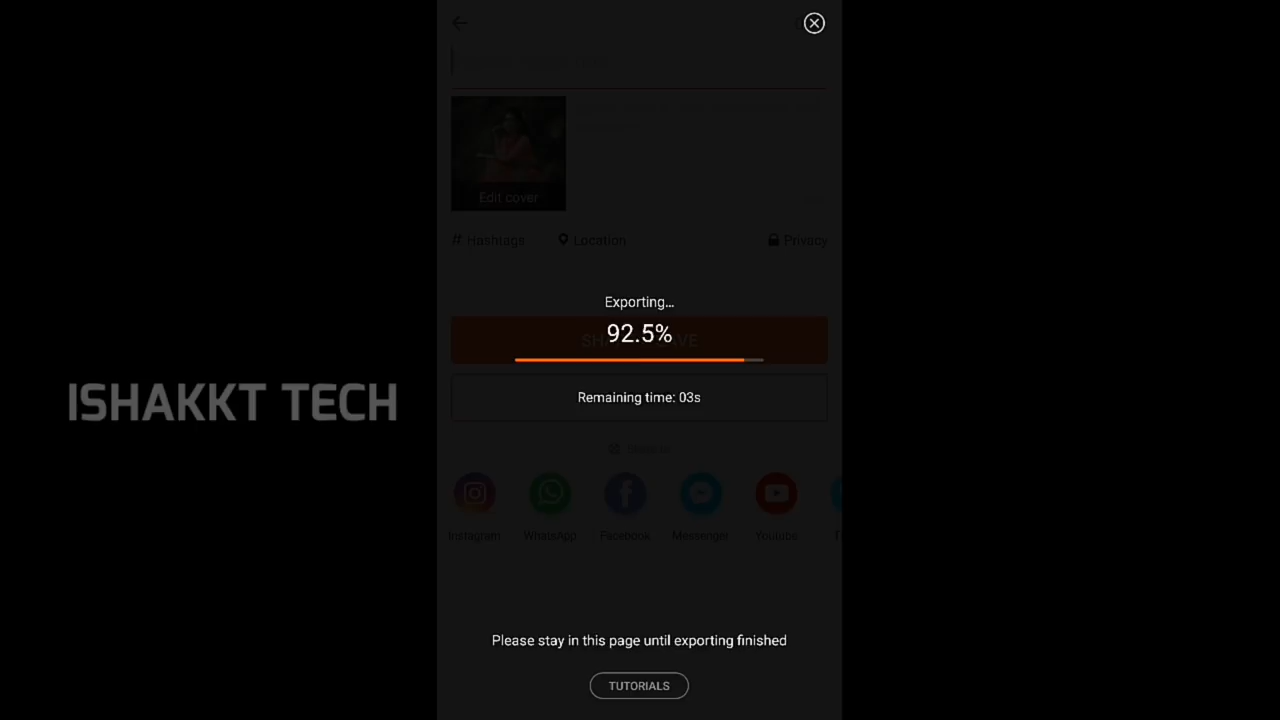 Edit cover
# Hashtags Location Privacy
Exporting...
92.5%
Remaining time: 03s
ISHAKKT TECH
Instagram WhatsApp Facebook Messenger Youtube
Please stay in this page until exporting finished
TUTORIALS